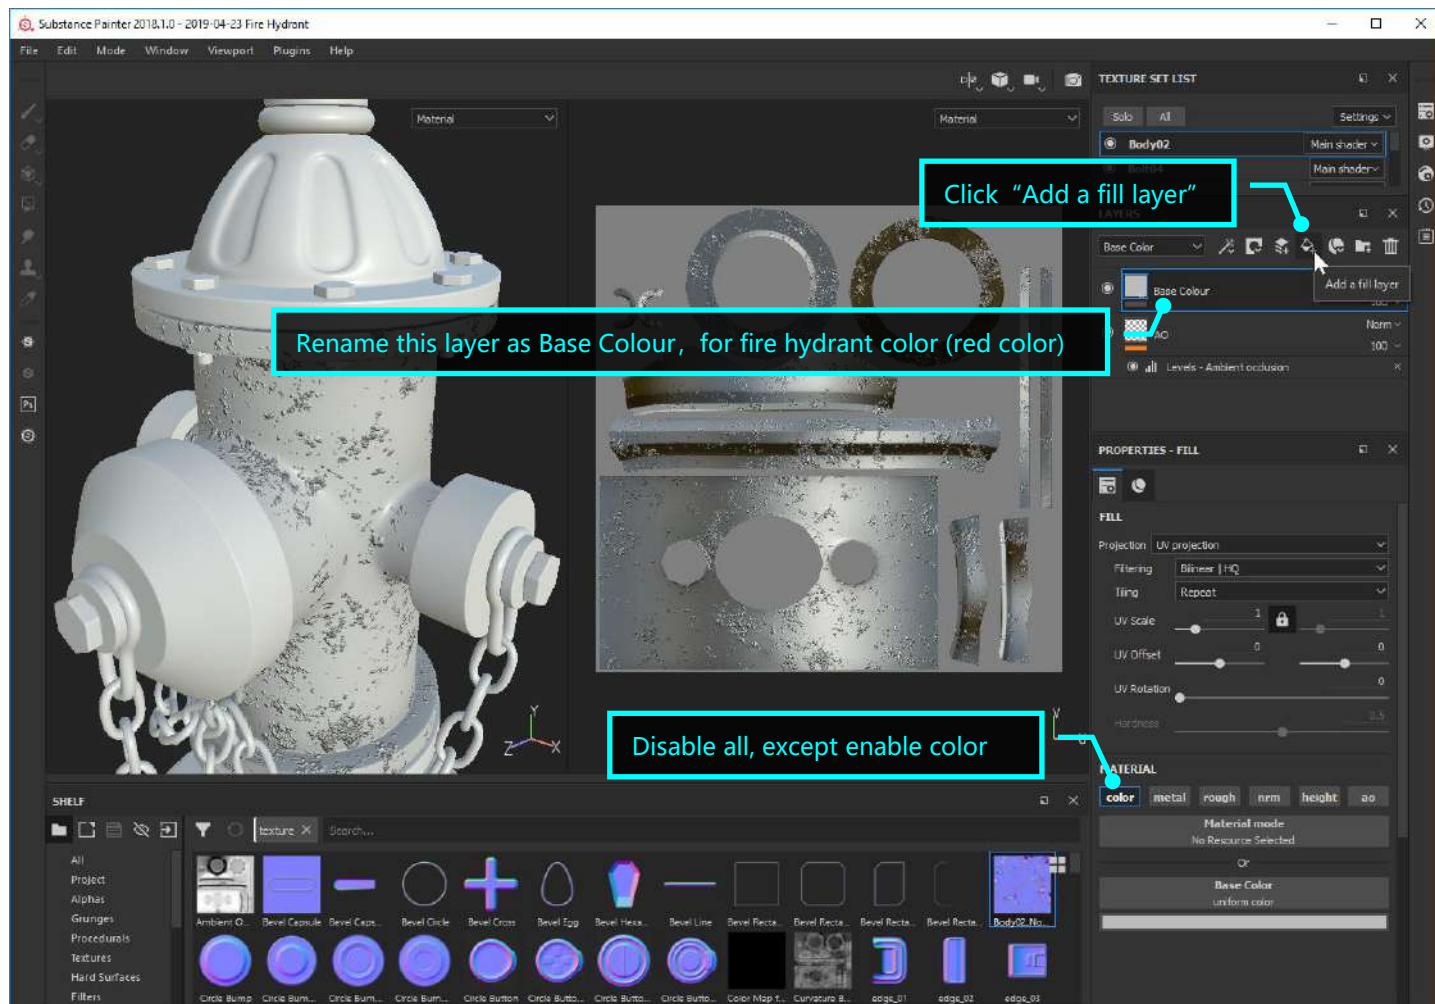 Substance Painter 2018.1.0 - 2019-04-23 Fire Hydrant
File Edit Mode Window Viewport Plugins Help
Material
Material
TEXTURE SET LIST
Solo All Settings
Body02 Main shader
Bolt04 Main shader
Click “Add a fill layer”
LAYERS
Base Color
Add a fill layer
Base Colour
100
Rename this layer as Base Colour，for fire hydrant color (red color)
AO Norm
100
Levels - Ambient occlusion
PROPERTIES - FILL
FILL
Projection UV projection
Filtering Bilinear | HQ
Tiling Repeat
UV Scale 1 1
UV Offset 0 0
UV Rotation 0
Hardness 0.5
Y
Z X
V
U
Disable all, except enable color
MATERIAL
color metal rough nrm height ao
Material mode
No Resource Selected
Or
Base Color
uniform color
SHELF
texture Search...
All
Project
Alphas
Grunges
Procedurals
Textures
Hard Surfaces
Filters
Ambient O... Bevel Capsule Bevel Caps... Bevel Circle Bevel Cross Bevel Egg Bevel Hexa... Bevel Line Bevel Recta... Bevel Recta... Bevel Recta... Bevel Recta... Body02_No...
Circle Bump Circle Bum... Circle Bum... Circle Bum... Circle Button Circle Butto... Circle Butto... Circle Butto... Color Map f... Curvature B... edge_01 edge_02 edge_03
Ps